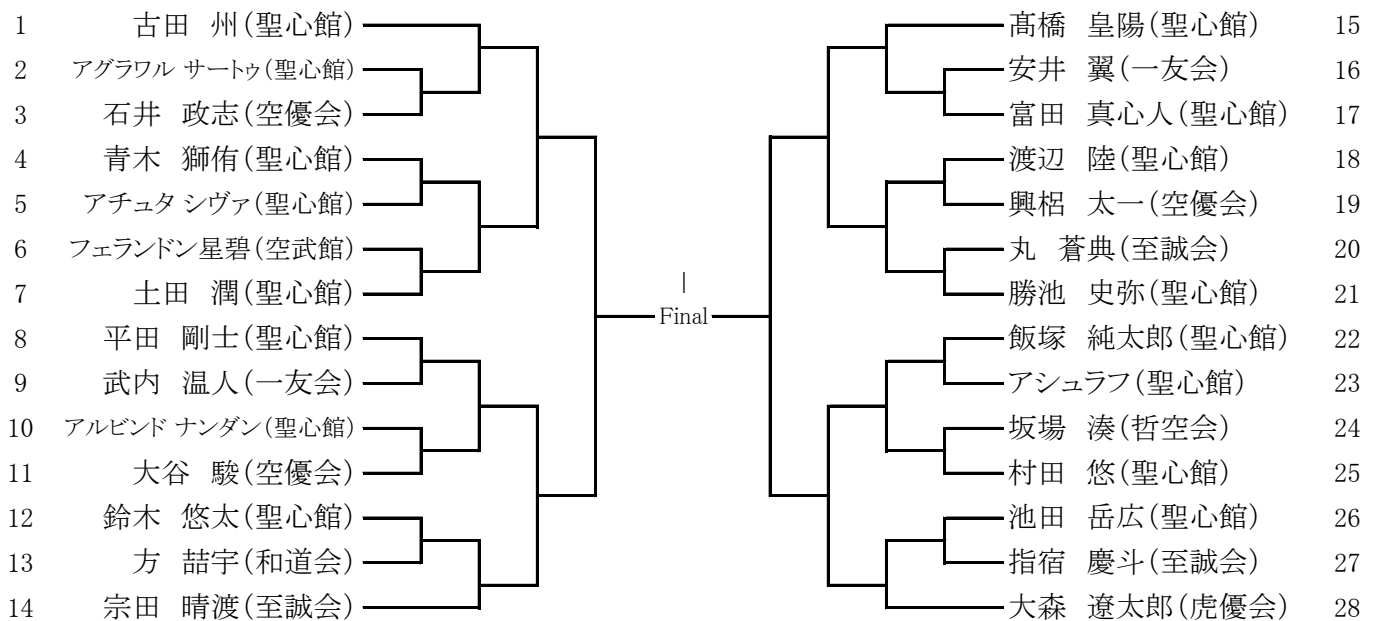 1 古田 州(聖心館)
2 アグラワル サートゥ(聖心館)
3 石井 政志(空優会)
4 青木 獅侑(聖心館)
5 アチュタ シヴァ(聖心館)
6 フェランドン星碧(空武館)
7 土田 潤(聖心館)
8 平田 剛士(聖心館)
9 武内 温人(一友会)
10 アルビンド ナンダン(聖心館)
11 大谷 駿(空優会)
12 鈴木 悠太(聖心館)
13 方 喆宇(和道会)
14 宗田 晴渡(至誠会)
Final
髙橋 皇陽(聖心館) 15
安井 翼(一友会) 16
富田 真心人(聖心館) 17
渡辺 陸(聖心館) 18
興梠 太一(空優会) 19
丸 蒼典(至誠会) 20
勝池 史弥(聖心館) 21
飯塚 純太郎(聖心館) 22
アシュラフ(聖心館) 23
坂場 湊(哲空会) 24
村田 悠(聖心館) 25
池田 岳広(聖心館) 26
指宿 慶斗(至誠会) 27
大森 遼太郎(虎優会) 28